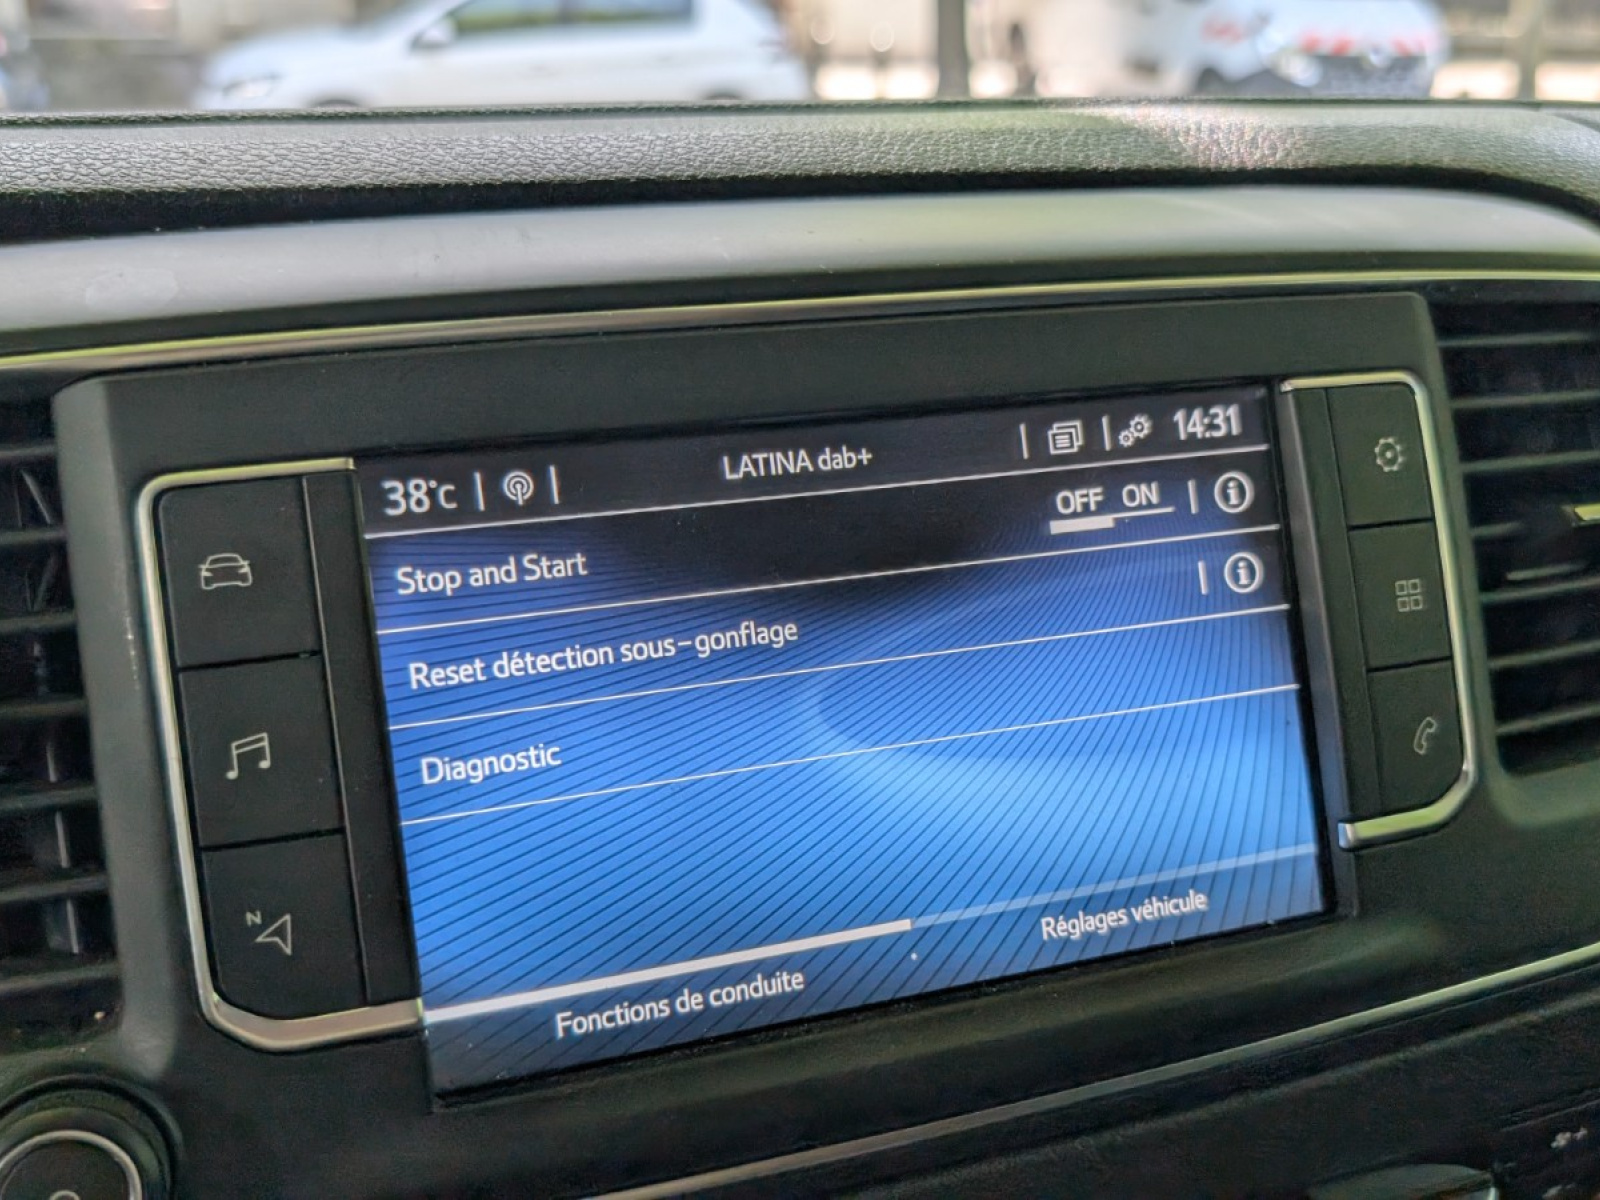 38°C LATINA dab+ 14:31
Stop and Start OFF ON
Reset détection sous-gonflage
Diagnostic
Fonctions de conduite Réglages véhicule
N